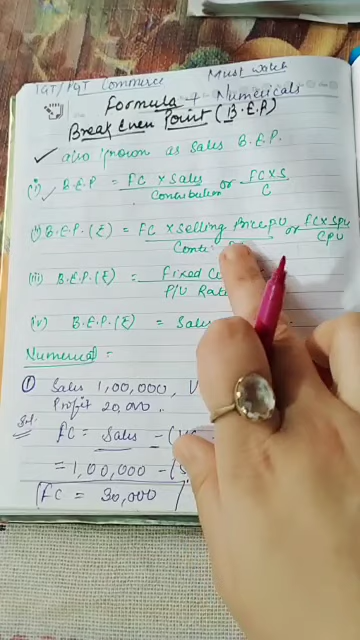 TGT/PGT Commerce Must watch
Formula + Numericals
Break Even Point (B.E.P)
✓ also known as Sales B.E.P.
(i) B.E.P = FC × Sales / Contribution or FC × S / C
(ii) B.E.P. (₹) = FC × Selling Price PU / Conte or FC × SPU / CPU
(iii) B.E.P. (₹) = Fixed / P/U Rat
(iv) B.E.P. (₹) = Sales
Numerical =
① Sales 1,00,000, V
Profit 20,000.
Sol. FC = Sales - (
= 1,00,000 - (
FC = 30,000